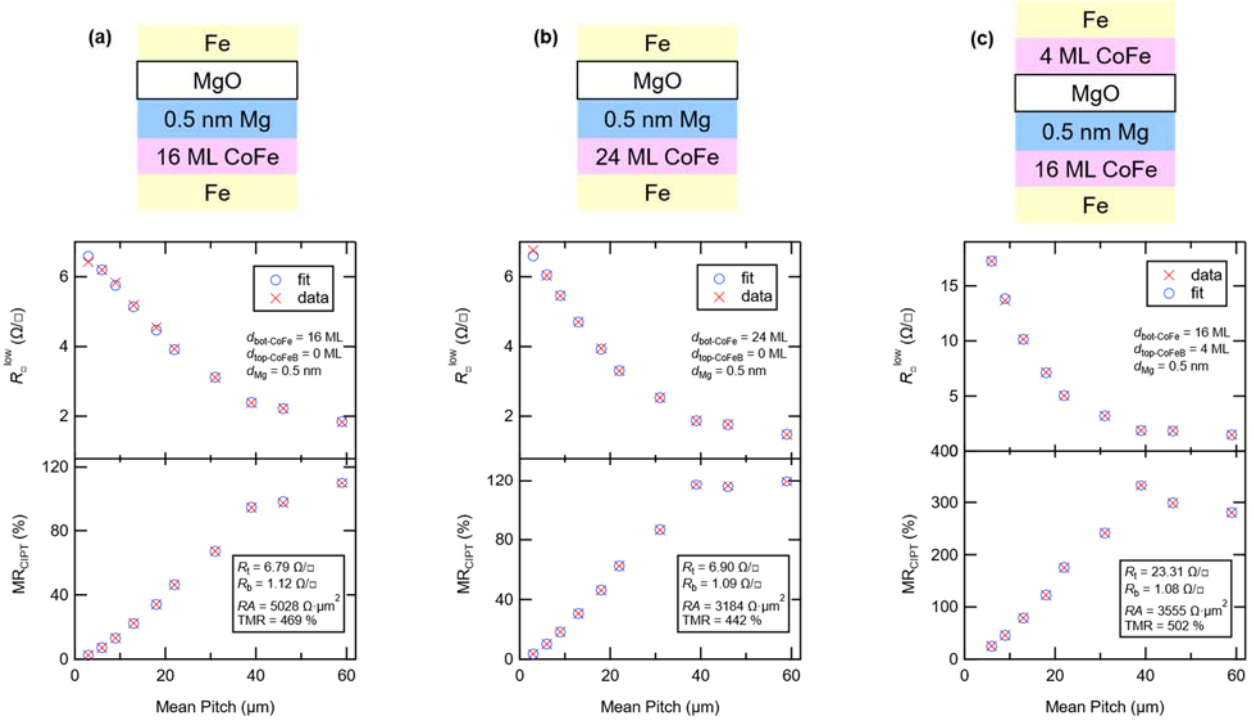 (a)
Fe
MgO
0.5 nm Mg
16 ML CoFe
Fe
6
4
2
R□^low (Ω/□)
fit
data
d_bot-CoFe = 16 ML
d_top-CoFeB = 0 ML
d_Mg = 0.5 nm
120
80
40
0
MR_CIPT (%)
R_t = 6.79 Ω/□
R_b = 1.12 Ω/□
RA = 5028 Ω·μm²
TMR = 469 %
0 20 40 60
Mean Pitch (μm)
(b)
Fe
MgO
0.5 nm Mg
24 ML CoFe
Fe
6
4
2
R□^low (Ω/□)
fit
data
d_bot-CoFe = 24 ML
d_top-CoFeB = 0 ML
d_Mg = 0.5 nm
120
80
40
0
MR_CIPT (%)
R_t = 6.90 Ω/□
R_b = 1.09 Ω/□
RA = 3184 Ω·μm²
TMR = 442 %
0 20 40 60
Mean Pitch (μm)
(c)
Fe
4 ML CoFe
MgO
0.5 nm Mg
16 ML CoFe
Fe
15
10
5
R□^low (Ω/□)
data
fit
d_bot-CoFe = 16 ML
d_top-CoFeB = 4 ML
d_Mg = 0.5 nm
400
300
200
100
0
MR_CIPT (%)
R_t = 23.31 Ω/□
R_b = 1.08 Ω/□
RA = 3555 Ω·μm²
TMR = 502 %
0 20 40 60
Mean Pitch (μm)